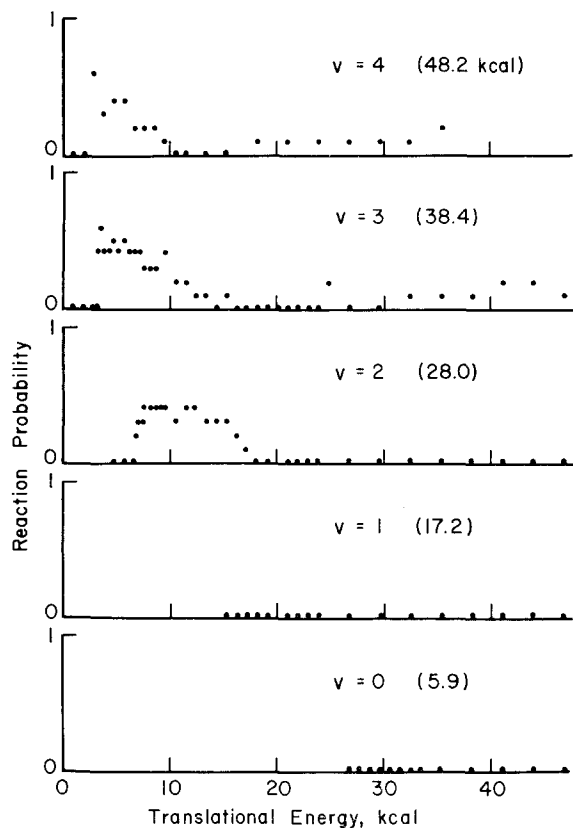 1
v = 4 (48.2 kcal)
0
1
v = 3 (38.4)
0
1
v = 2 (28.0)
0
1
v = 1 (17.2)
0
1
v = 0 (5.9)
0
0 10 20 30 40
Translational Energy, kcal
Reaction Probability